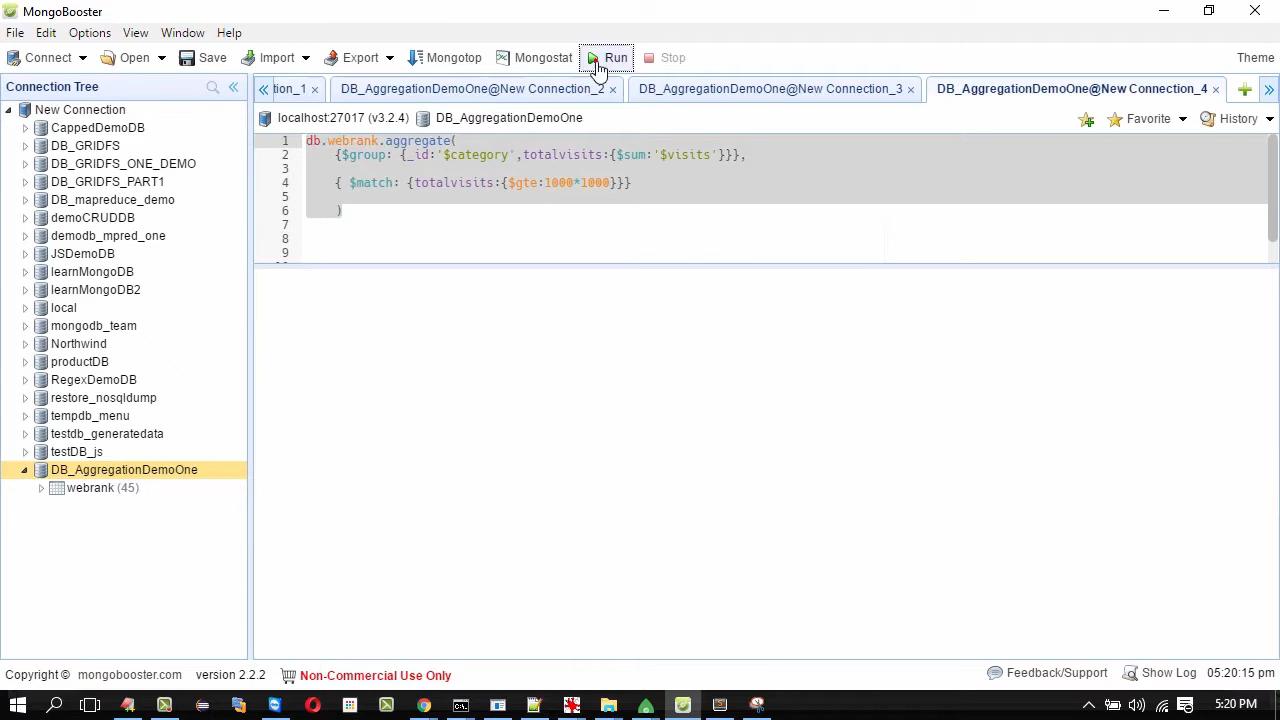 MongoBooster
File Edit Options View Window Help
Connect Open Save Import Export Mongotop Mongostat Run Stop Theme
Connection Tree
tion_1 DB_AggregationDemoOne@New Connection_2 DB_AggregationDemoOne@New Connection_3 DB_AggregationDemoOne@New Connection_4
localhost:27017 (v3.2.4) DB_AggregationDemoOne Favorite History
New Connection
CappedDemoDB
DB_GRIDFS
DB_GRIDFS_ONE_DEMO
DB_GRIDFS_PART1
DB_mapreduce_demo
demoCRUDDB
demodb_mpred_one
JSDemoDB
learnMongoDB
learnMongoDB2
local
mongodb_team
Northwind
productDB
RegexDemoDB
restore_nosqldump
tempdb_menu
testdb_generatedata
testDB_js
DB_AggregationDemoOne
webrank (45)
1 db.webrank.aggregate(
2 {$group: {_id:'$category',totalvisits:{$sum:'$visits'}}},
3
4 { $match: {totalvisits:{$gte:1000*1000}}}
5
6 )
7
8
9
Copyright © mongobooster.com version 2.2.2 Non-Commercial Use Only Feedback/Support Show Log 05:20:15 pm
5:20 PM